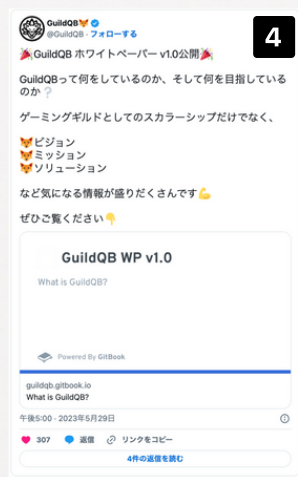 GuildQB🦊
@GuildQB · フォローする
4
🎉GuildQB ホワイトペーパー v1.0公開🎉
GuildQBって何をしているのか、そして何を目指している
のか❔
ゲーミングギルドとしてのスカラーシップだけでなく、
🦊ビジョン
🦊ミッション
🦊ソリューション
など気になる情報が盛りだくさんです💪
ぜひご覧ください👇
GuildQB WP v1.0
What is GuildQB?
Powered By GitBook
guildqb.gitbook.io
What is GuildQB?
午後5:00 · 2023年5月29日
307 返信 リンクをコピー
4件の返信を読む